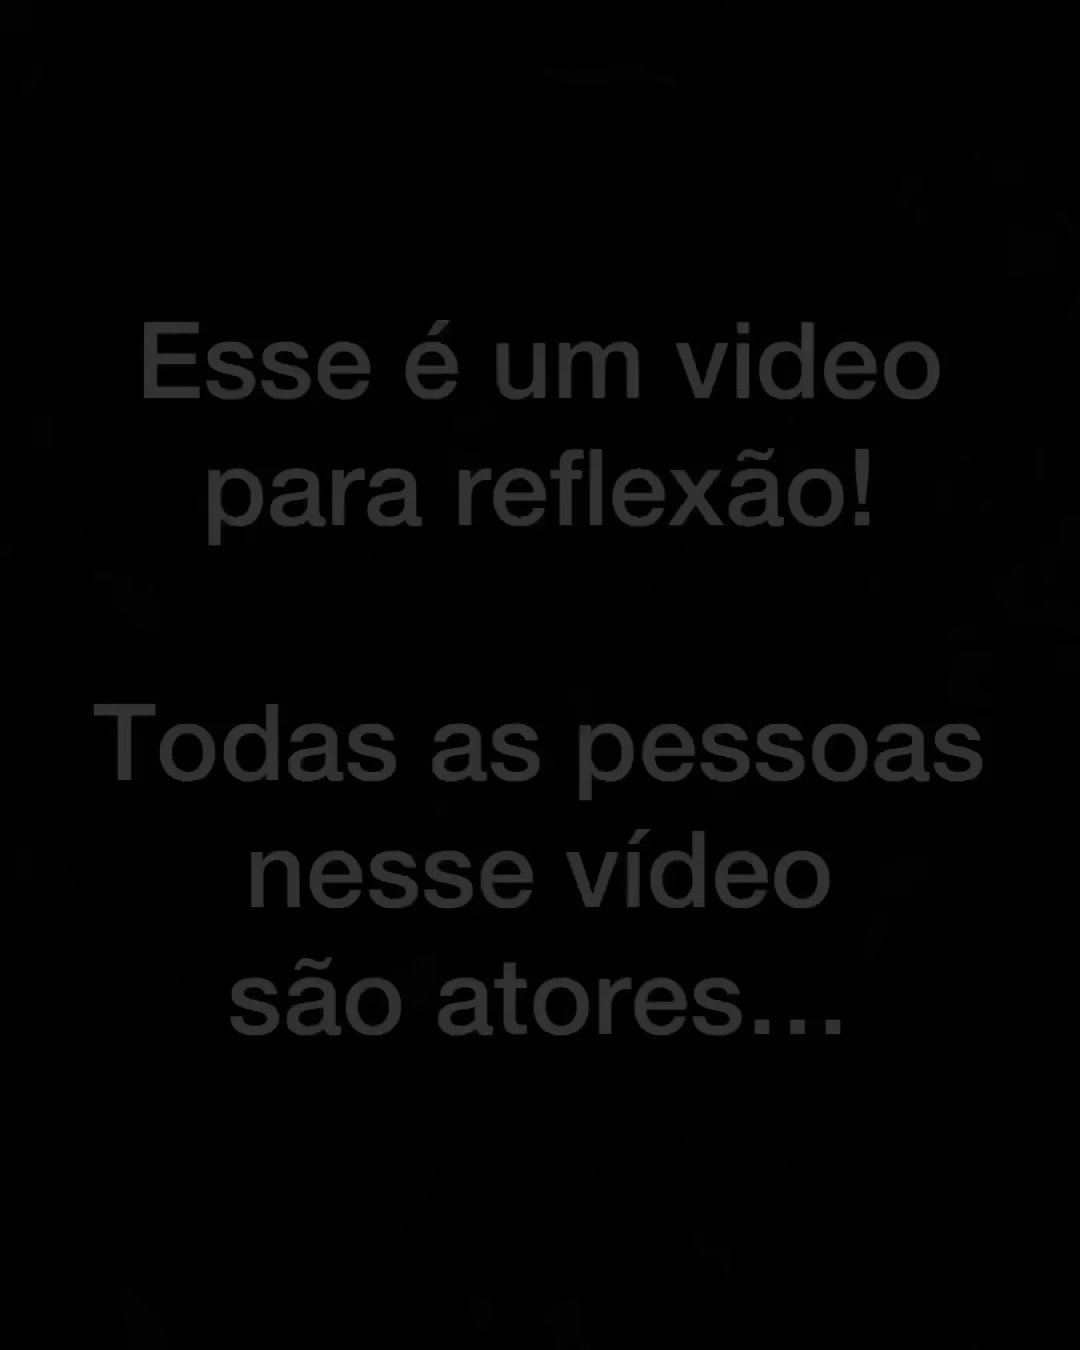 Esse é um video
para reflexão!
Todas as pessoas
nesse vídeo
são atores...